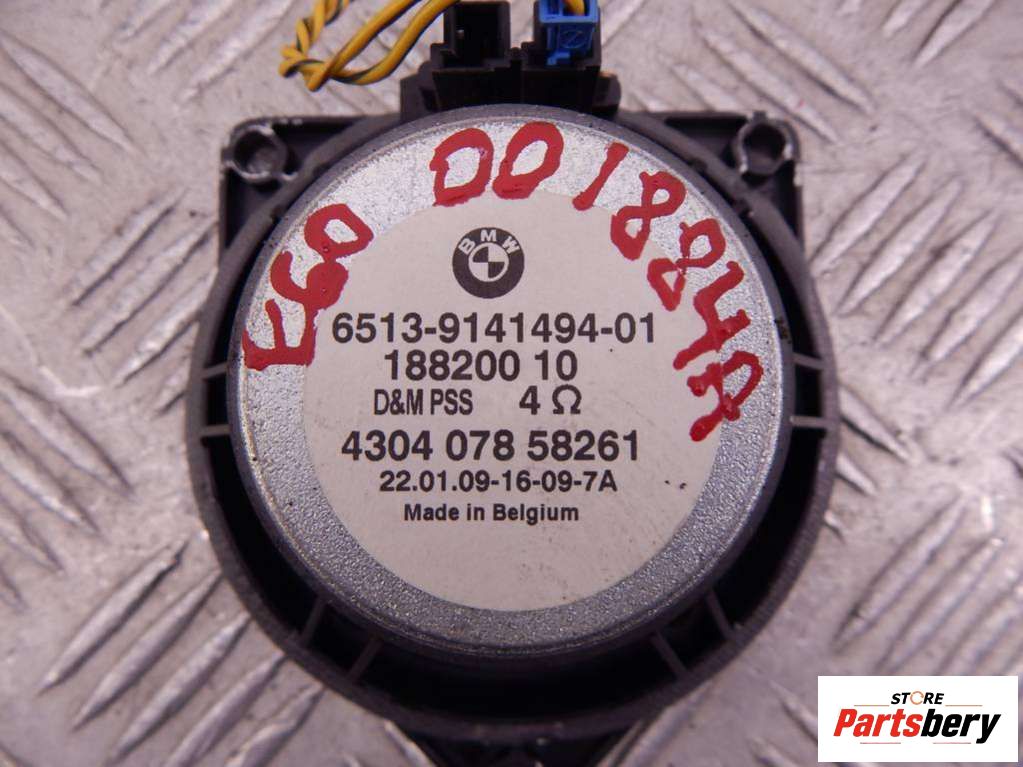 E60 001884A
BMW
6513-9141494-01
188200 10
D&M PSS 4 Ω
4304 078 58261
22.01.09-16-09-7A
Made in Belgium
STORE
Partsbery